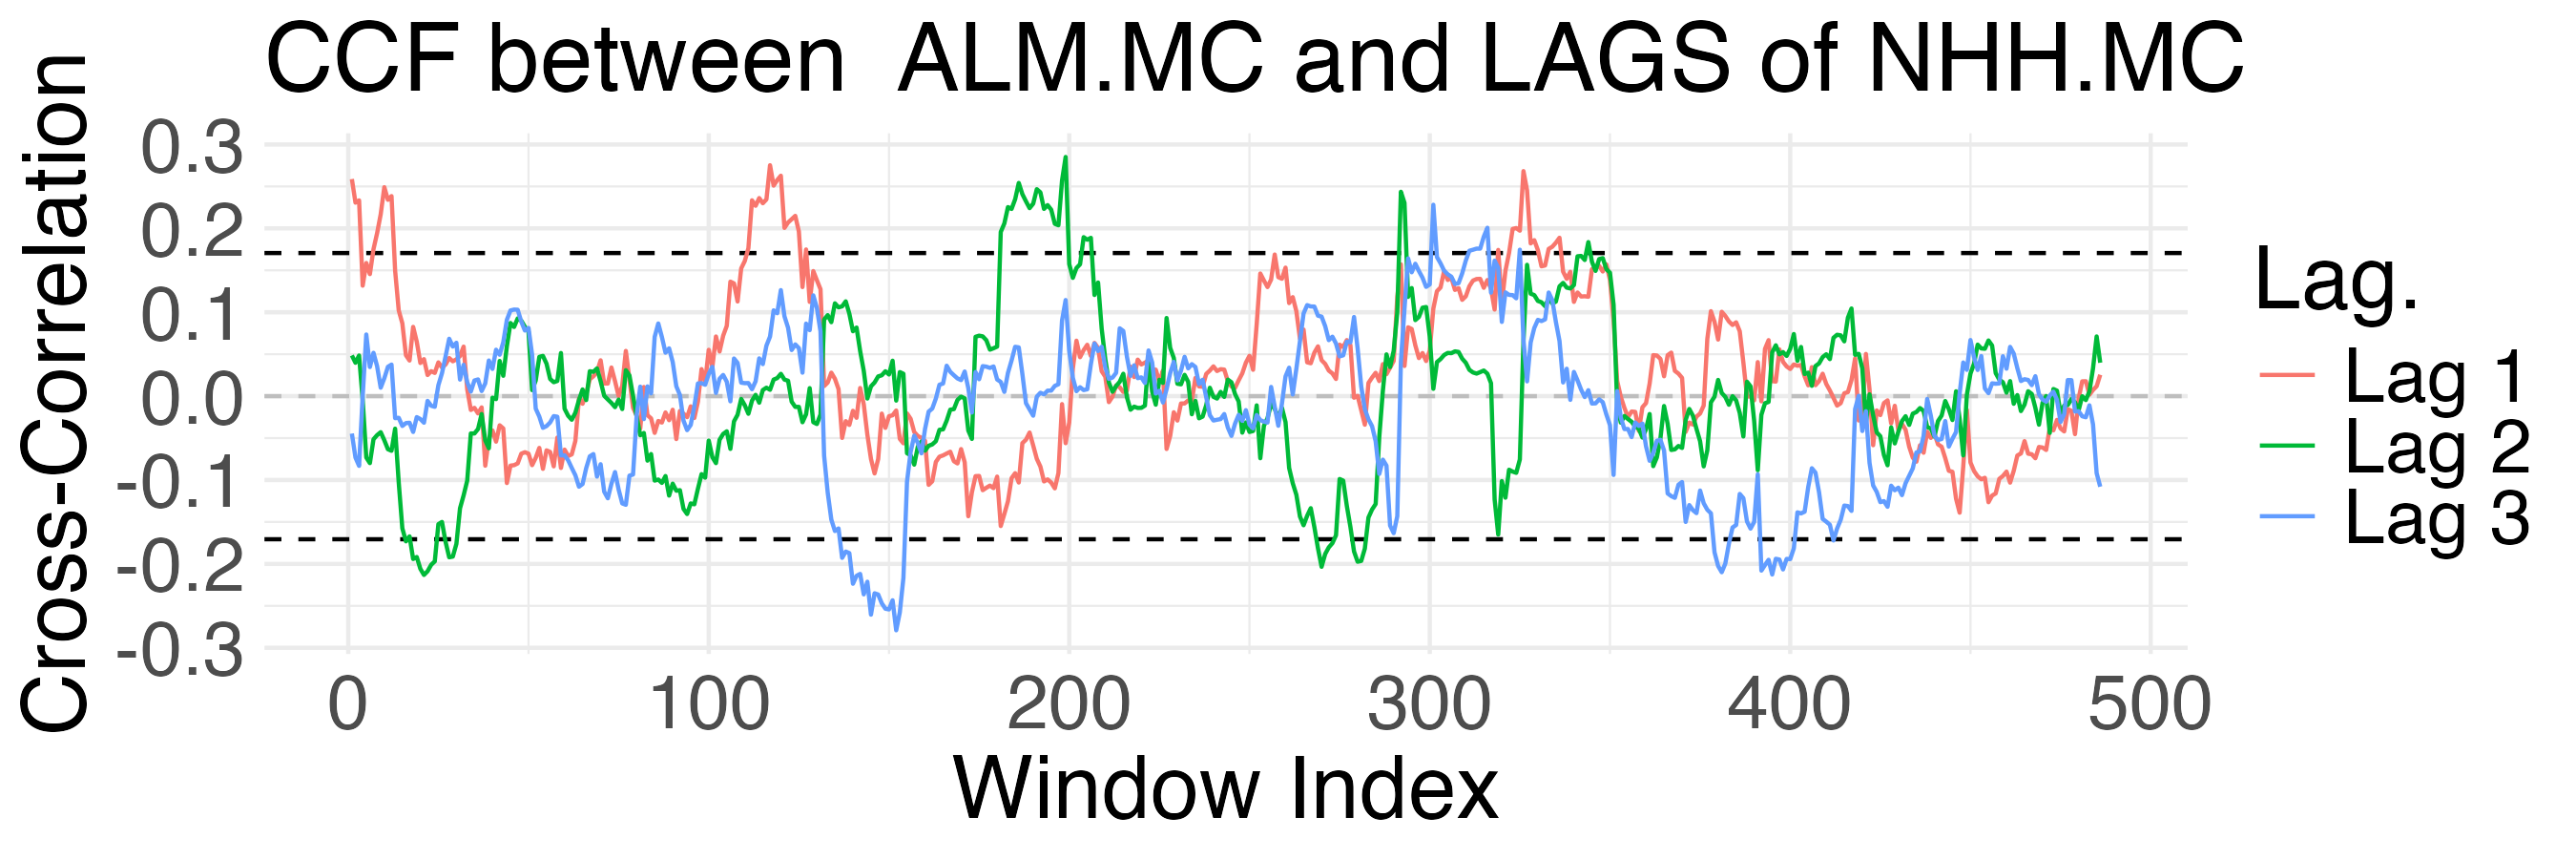 CCF between  ALM.MC and LAGS of NHH.MC
Cross-Correlation
0.3
0.2
0.1
0.0
-0.1
-0.2
-0.3
0 100 200 300 400 500
Window Index
Lag.
Lag 1
Lag 2
Lag 3